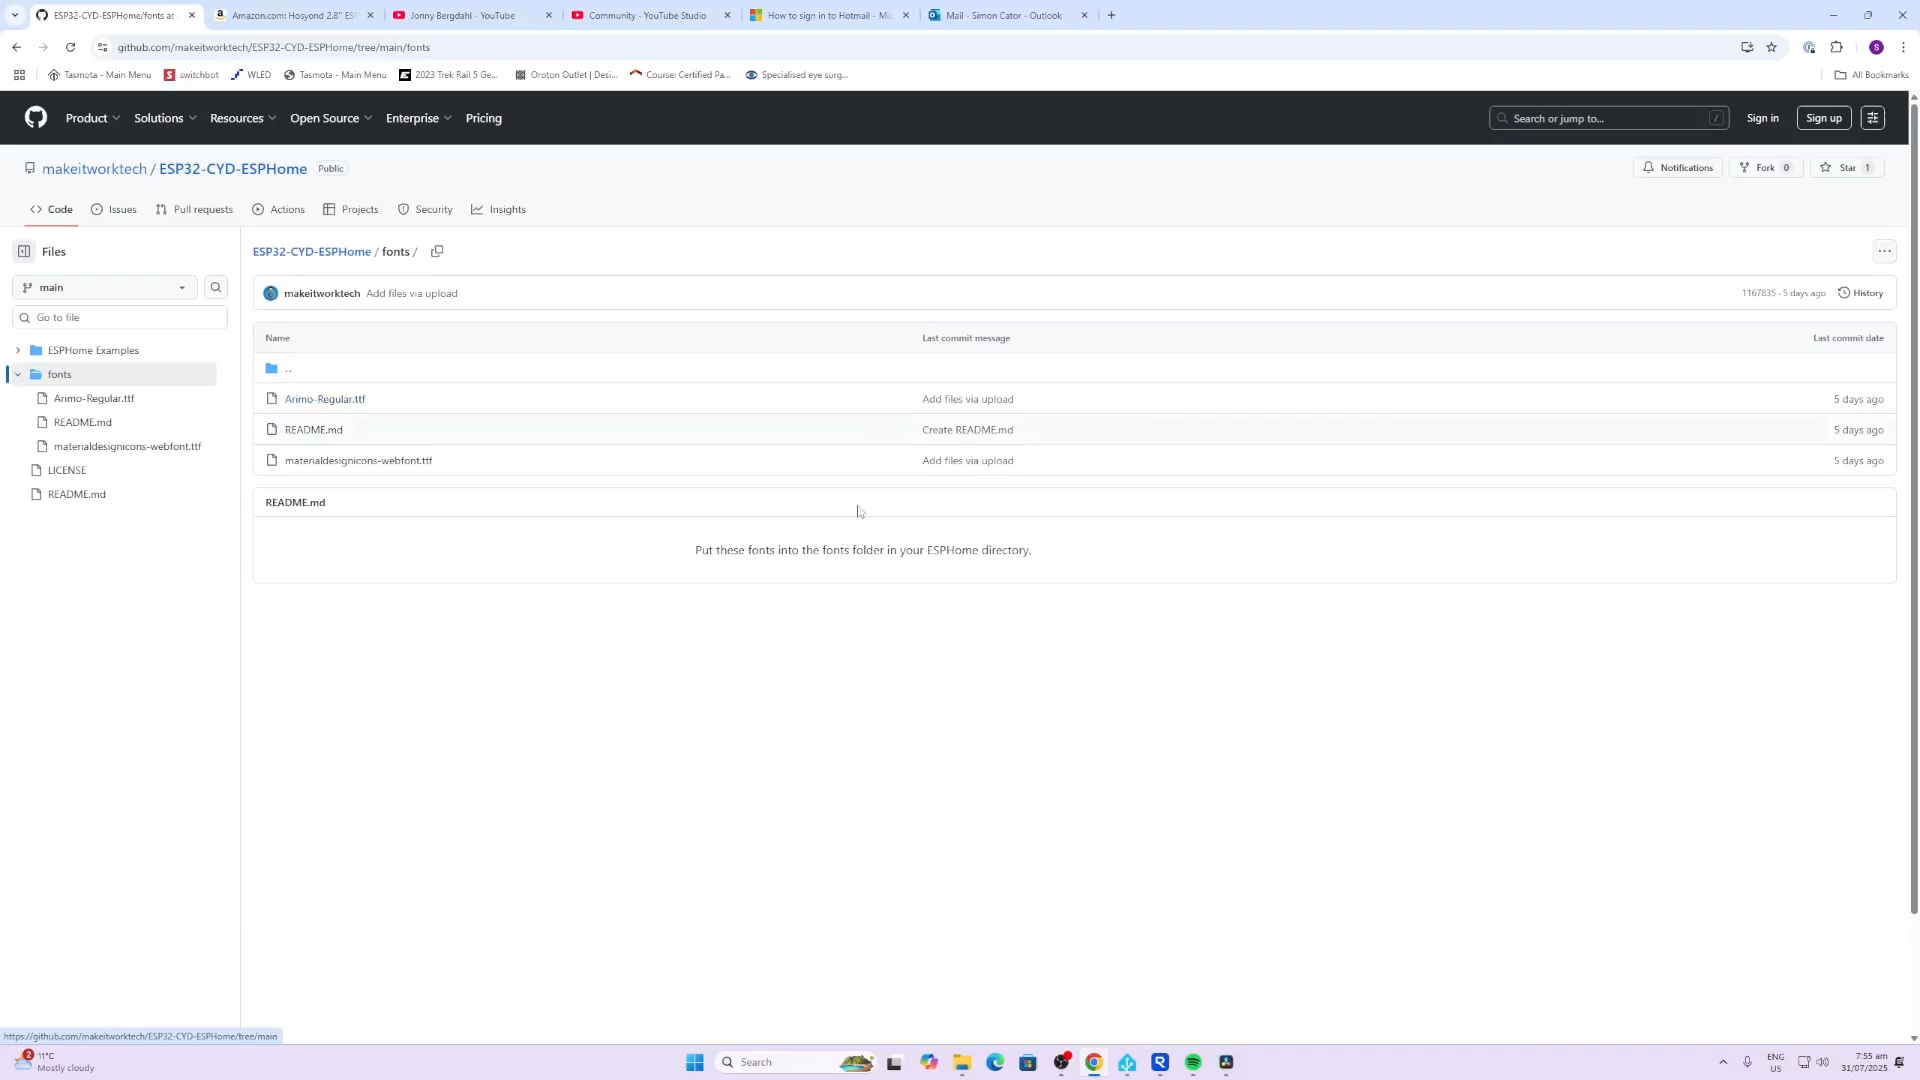 ESP32-CYD-ESPHome/fonts at
Amazon.com: Hosyond 2.8" ES
Jonny Bergdahl - YouTube
Community - YouTube Studio
How to sign in to Hotmail - Mic
Mail - Simon Cator - Outlook
github.com/makeitworktech/ESP32-CYD-ESPHome/tree/main/fonts
S
Tasmota - Main Menu
switchbot
WLED
Tasmota - Main Menu
2023 Trek Rail 5 Ge...
Oroton Outlet | Desi...
Course: Certified Pa...
Specialised eye surg...
All Bookmarks
Product
Solutions
Resources
Open Source
Enterprise
Pricing
Search or jump to...
/
Sign in
Sign up
makeitworktech / ESP32-CYD-ESPHome
Public
Notifications
Fork 0
Star 1
Code
Issues
Pull requests
Actions
Projects
Security
Insights
Files
ESP32-CYD-ESPHome / fonts /
main
Go to file
makeitworktech Add files via upload
1167835 · 5 days ago
History
Name
Last commit message
Last commit date
..
ESPHome Examples
fonts
Arimo-Regular.ttf
README.md
materialdesignicons-webfont.ttf
LICENSE
README.md
Arimo-Regular.ttf
Add files via upload
5 days ago
README.md
Create README.md
5 days ago
materialdesignicons-webfont.ttf
Add files via upload
5 days ago
README.md
Put these fonts into the fonts folder in your ESPHome directory.
https://github.com/makeitworktech/ESP32-CYD-ESPHome/tree/main
2
11°C
Mostly cloudy
Search
ENG
US
7:55 am
31/07/2025